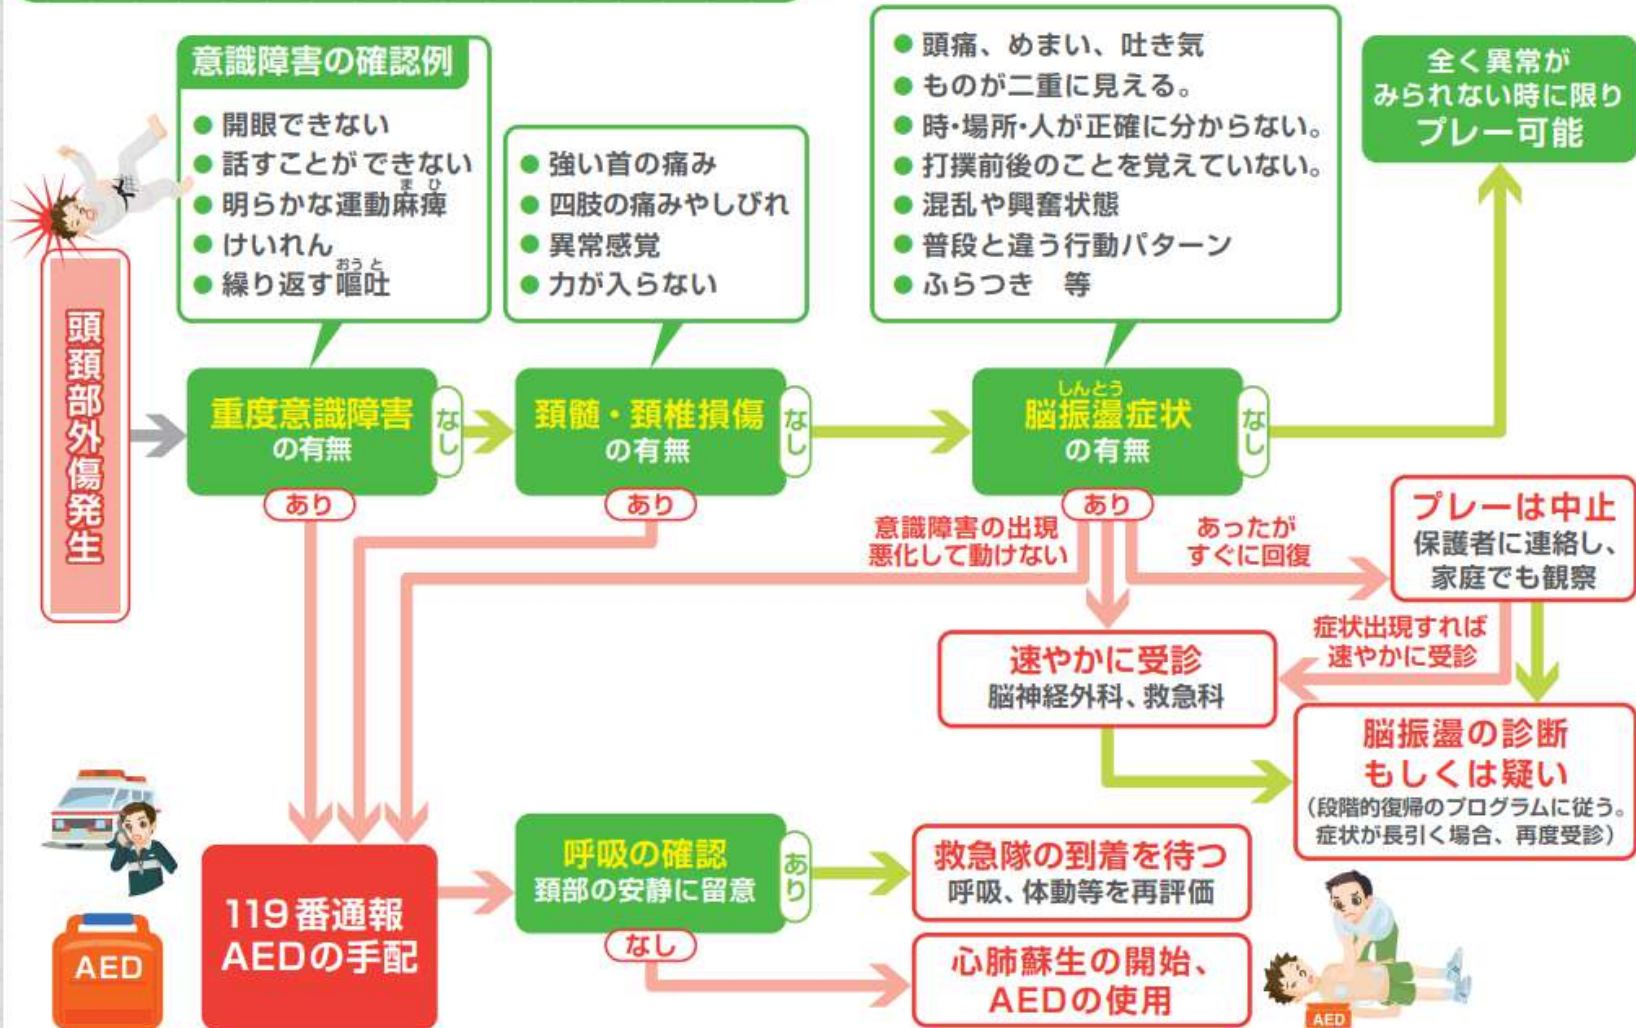 意識障害の確認例
● 開眼できない
● 話すことができない
● 明らかな運動麻痺
まひ
● けいれん
● 繰り返す嘔吐
おうと
● 強い首の痛み
● 四肢の痛みやしびれ
● 異常感覚
● 力が入らない
● 頭痛、めまい、吐き気
● ものが二重に見える。
● 時・場所・人が正確に分からない。
● 打撲前後のことを覚えていない。
● 混乱や興奮状態
● 普段と違う行動パターン
● ふらつき 等
全く異常が
みられない時に限り
プレー可能
頭頚部外傷発生
重度意識障害
の有無
なし
あり
頚髄・頚椎損傷
の有無
なし
あり
しんとう
脳振盪症状
の有無
なし
あり
意識障害の出現
悪化して動けない
あったが
すぐに回復
プレーは中止
保護者に連絡し、
家庭でも観察
症状出現すれば
速やかに受診
速やかに受診
脳神経外科、救急科
脳振盪の診断
もしくは疑い
(段階的復帰のプログラムに従う。
症状が長引く場合、再度受診)
119番通報
AEDの手配
呼吸の確認
頚部の安静に留意
あり
なし
救急隊の到着を待つ
呼吸、体動等を再評価
心肺蘇生の開始、
AEDの使用
AED
AED